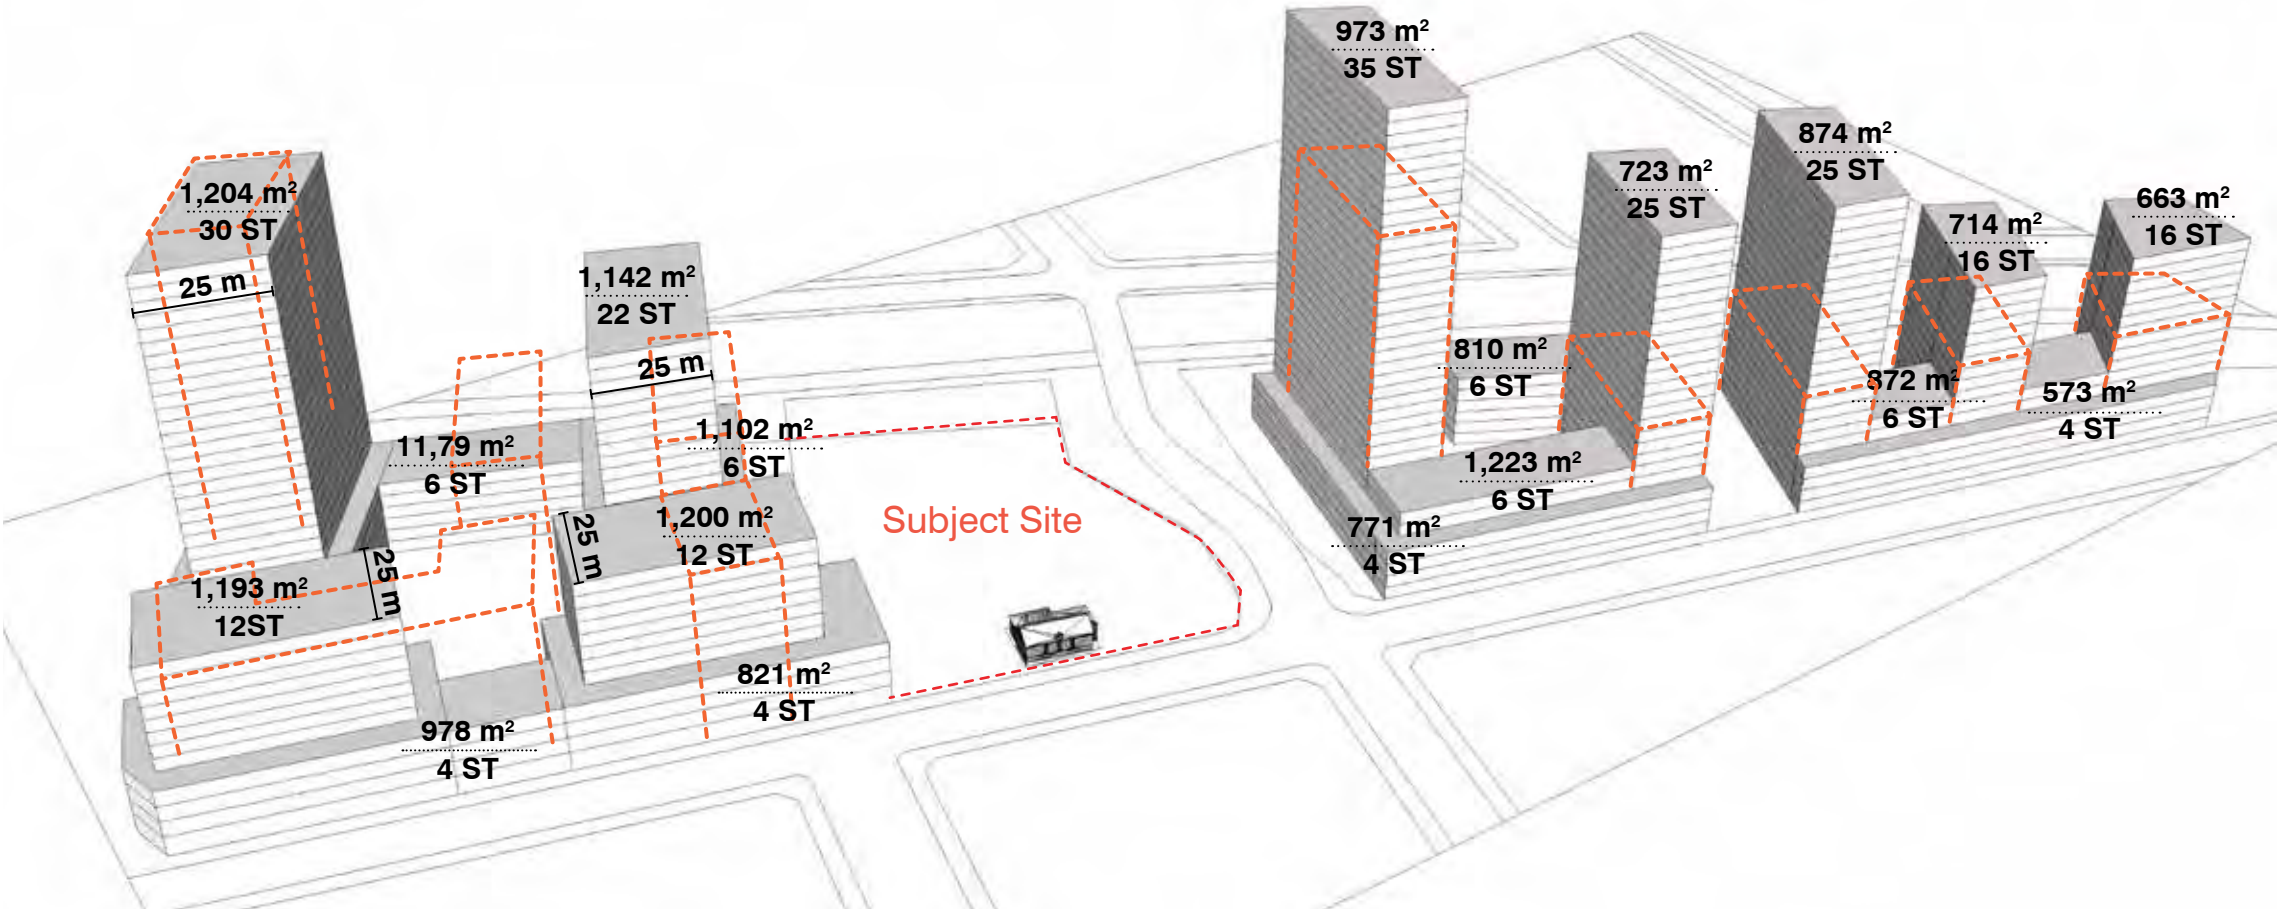 973 m²
35 ST
874 m²
25 ST
723 m²
25 ST
663 m²
16 ST
714 m²
16 ST
1,204 m²
30 ST
25 m
1,142 m²
22 ST
25 m
810 m²
6 ST
872 m²
6 ST
573 m²
4 ST
1,102 m²
6 ST
11,79 m²
6 ST
1,223 m²
6 ST
Subject Site
1,200 m²
12 ST
25 m
771 m²
4 ST
25 m
1,193 m²
12ST
821 m²
4 ST
978 m²
4 ST